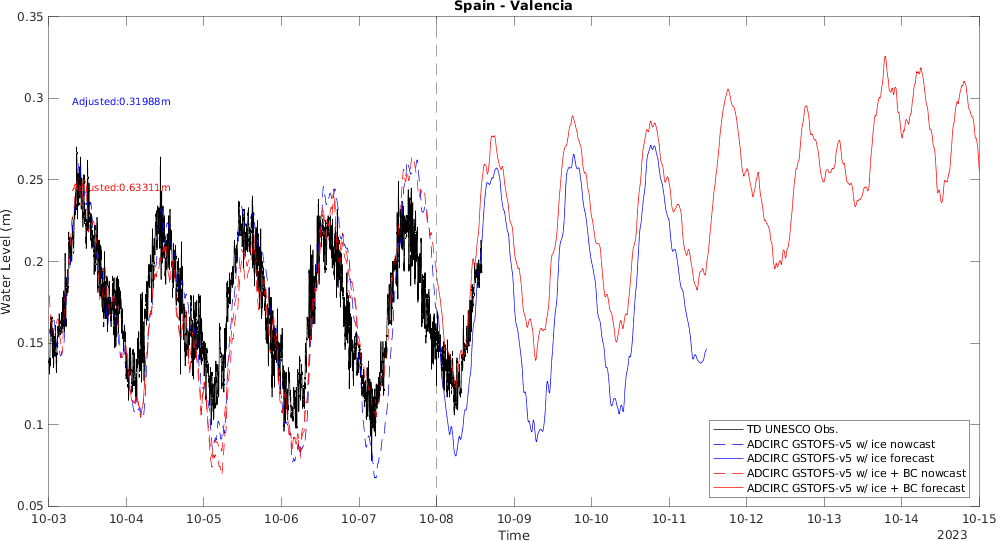 Spain - Valencia
0.35
0.3
0.25
0.2
0.15
0.1
0.05
Water Level (m)
Adjusted:0.31988m
Adjusted:0.63311m
TD UNESCO Obs.
ADCIRC GSTOFS-v5 w/ ice nowcast
ADCIRC GSTOFS-v5 w/ ice forecast
ADCIRC GSTOFS-v5 w/ ice + BC nowcast
ADCIRC GSTOFS-v5 w/ ice + BC forecast
10-03 10-04 10-05 10-06 10-07 10-08 10-09 10-10 10-11 10-12 10-13 10-14 10-15
Time
2023